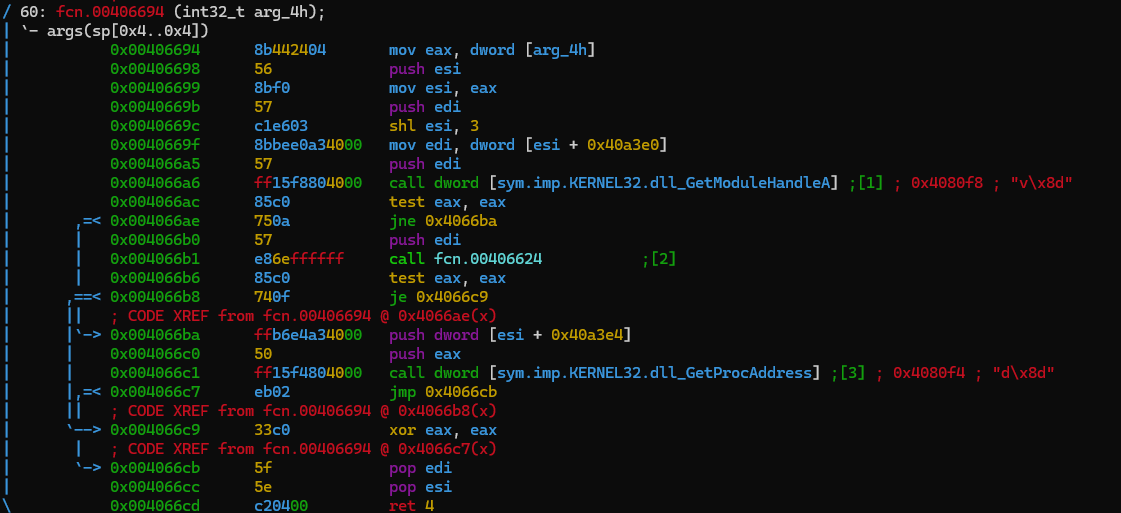 / 60: fcn.00406694 (int32_t arg_4h);
| `- args(sp[0x4..0x4])
|           0x00406694      8b442404       mov eax, dword [arg_4h]
|           0x00406698      56             push esi
|           0x00406699      8bf0           mov esi, eax
|           0x0040669b      57             push edi
|           0x0040669c      c1e603         shl esi, 3
|           0x0040669f      8bbee0a34000   mov edi, dword [esi + 0x40a3e0]
|           0x004066a5      57             push edi
|           0x004066a6      ff15f8804000   call dword [sym.imp.KERNEL32.dll_GetModuleHandleA] ;[1] ; 0x4080f8 ; "v\x8d"
|           0x004066ac      85c0           test eax, eax
|       ,=< 0x004066ae      750a           jne 0x4066ba
|       |   0x004066b0      57             push edi
|       |   0x004066b1      e86effffff     call fcn.00406624           ;[2]
|       |   0x004066b6      85c0           test eax, eax
|      ,==< 0x004066b8      740f           je 0x4066c9
|      ||   ; CODE XREF from fcn.00406694 @ 0x4066ae(x)
|      |`-> 0x004066ba      ffb6e4a34000   push dword [esi + 0x40a3e4]
|      |    0x004066c0      50             push eax
|      |    0x004066c1      ff15f4804000   call dword [sym.imp.KERNEL32.dll_GetProcAddress] ;[3] ; 0x4080f4 ; "d\x8d"
|      |,=< 0x004066c7      eb02           jmp 0x4066cb
|      ||   ; CODE XREF from fcn.00406694 @ 0x4066b8(x)
|      `--> 0x004066c9      33c0           xor eax, eax
|       |   ; CODE XREF from fcn.00406694 @ 0x4066c7(x)
|       `-> 0x004066cb      5f             pop edi
|           0x004066cc      5e             pop esi
\           0x004066cd      c20400         ret 4